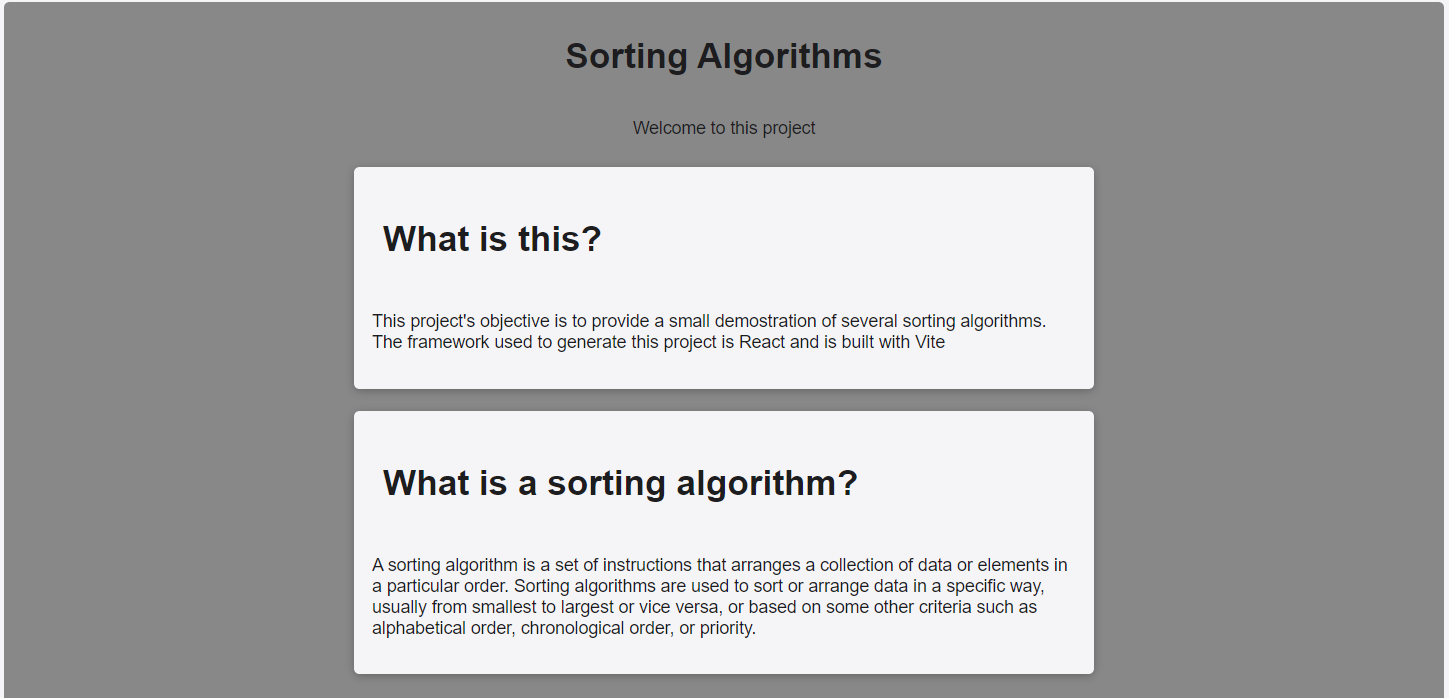 Sorting Algorithms
Welcome to this project
What is this?
This project's objective is to provide a small demostration of several sorting algorithms.
The framework used to generate this project is React and is built with Vite
What is a sorting algorithm?
A sorting algorithm is a set of instructions that arranges a collection of data or elements in
a particular order. Sorting algorithms are used to sort or arrange data in a specific way,
usually from smallest to largest or vice versa, or based on some other criteria such as
alphabetical order, chronological order, or priority.